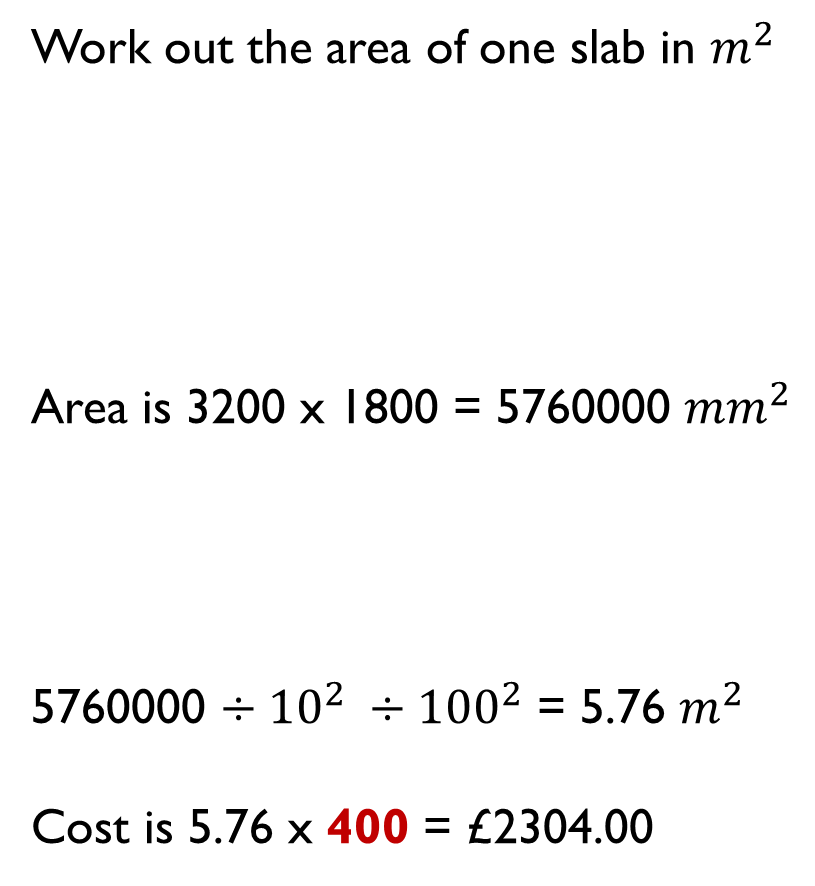 Work out the area of one slab in m²
Area is 3200 x 1800 = 5760000 mm²
5760000 ÷ 10² ÷ 100² = 5.76 m²
Cost is 5.76 x 400 = £2304.00